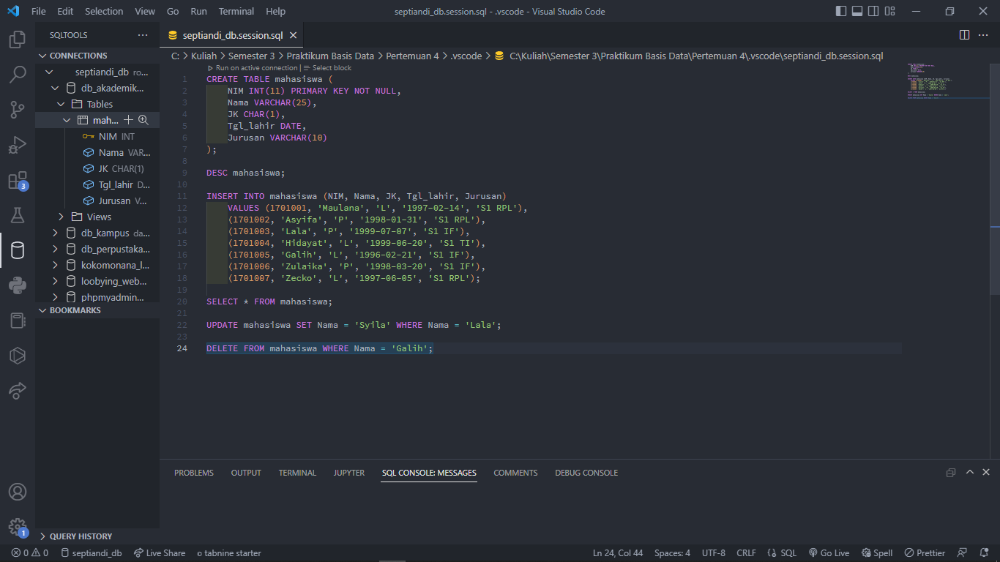 File Edit Selection View Go Run Terminal Help septiandi_db.session.sql - .vscode - Visual Studio Code
SQLTOOLS ···
CONNECTIONS
septiandi_db ro...
db_akademik...
Tables
mah...
NIM INT
Nama VAR...
JK CHAR(1)
Tgl_lahir D...
Jurusan V...
Views
db_kampus da...
db_perpustaka...
kokomonana_l...
loobying_web...
phpmyadmin...
BOOKMARKS
QUERY HISTORY
3
1
septiandi_db.session.sql
C: > Kuliah > Semester 3 > Praktikum Basis Data > Pertemuan 4 > .vscode > C:\Kuliah\Semester 3\Praktikum Basis Data\Pertemuan 4\.vscode\septiandi_db.session.sql
Run on active connection | Select block
1 CREATE TABLE mahasiswa (
2 NIM INT(11) PRIMARY KEY NOT NULL,
3 Nama VARCHAR(25),
4 JK CHAR(1),
5 Tgl_lahir DATE,
6 Jurusan VARCHAR(10)
7 );
8
9 DESC mahasiswa;
10
11 INSERT INTO mahasiswa (NIM, Nama, JK, Tgl_lahir, Jurusan)
12 VALUES (1701001, 'Maulana', 'L', '1997-02-14', 'S1 RPL'),
13 (1701002, 'Asyifa', 'P', '1998-01-31', 'S1 RPL'),
14 (1701003, 'Lala', 'P', '1999-07-07', 'S1 IF'),
15 (1701004, 'Hidayat', 'L', '1999-06-20', 'S1 TI'),
16 (1701005, 'Galih', 'L', '1996-02-21', 'S1 IF'),
17 (1701006, 'Zulaika', 'P', '1998-03-20', 'S1 IF'),
18 (1701007, 'Zecko', 'L', '1997-06-05', 'S1 RPL');
19
20 SELECT * FROM mahasiswa;
21
22 UPDATE mahasiswa SET Nama = 'Syila' WHERE Nama = 'Lala';
23
24 DELETE FROM mahasiswa WHERE Nama = 'Galih';
PROBLEMS OUTPUT TERMINAL JUPYTER SQL CONSOLE: MESSAGES COMMENTS DEBUG CONSOLE
0 0 septiandi_db Live Share tabnine starter Ln 24, Col 44 Spaces: 4 UTF-8 CRLF SQL Go Live Spell Prettier